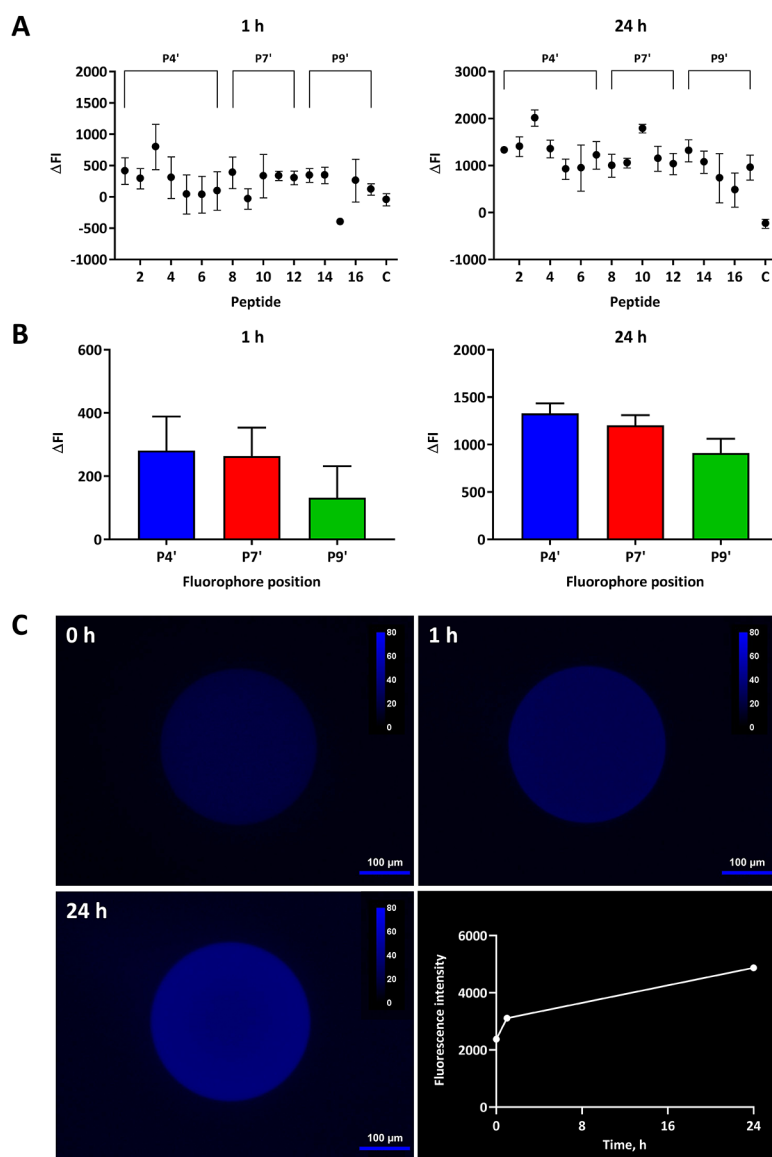 A
1 h
24 h
P4' P7' P9'
P4' P7' P9'
2000
1500
1000
500
0
-500
-1000
ΔFI
2 4 6 8 10 12 14 16 C
Peptide
3000
2000
1000
0
-1000
ΔFI
2 4 6 8 10 12 14 16 C
Peptide
B
1 h
24 h
600
400
200
0
ΔFI
P4' P7' P9'
Fluorophore position
2000
1500
1000
500
0
ΔFI
P4' P7' P9'
Fluorophore position
C
0 h
80
60
40
20
0
100 µm
1 h
80
60
40
20
0
100 µm
24 h
80
60
40
20
0
100 µm
6000
4000
2000
0
Fluorescence intensity
0 8 16 24
Time, h